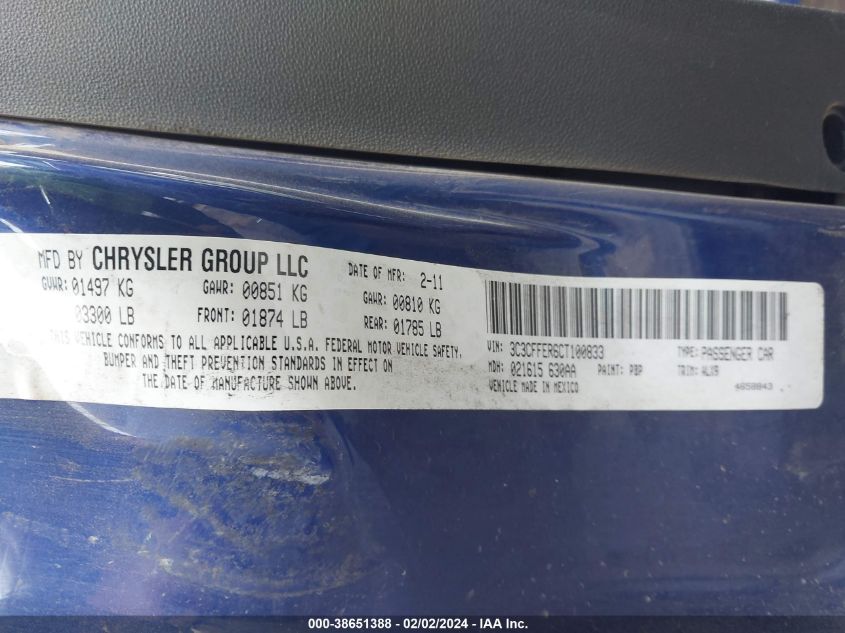 MFD BY CHRYSLER GROUP LLC
DATE OF MFR: 2-11
GVWR: 01497 KG
GAWR: 00851 KG
GAWR: 00810 KG
03300 LB
FRONT: 01874 LB
REAR: 01785 LB
THIS VEHICLE CONFORMS TO ALL APPLICABLE U.S.A. FEDERAL MOTOR VEHICLE SAFETY,
BUMPER AND THEFT PREVENTION STANDARDS IN EFFECT ON
THE DATE OF MANUFACTURE SHOWN ABOVE.
VIN: 3C3CFFER6CT100833
TYPE: PASSENGER CAR
MDH: 021615 630AA
PAINT: PBP
TRIM: HLX9
VEHICLE MADE IN MEXICO
4658843
000-38651388 - 02/02/2024 - IAA Inc.